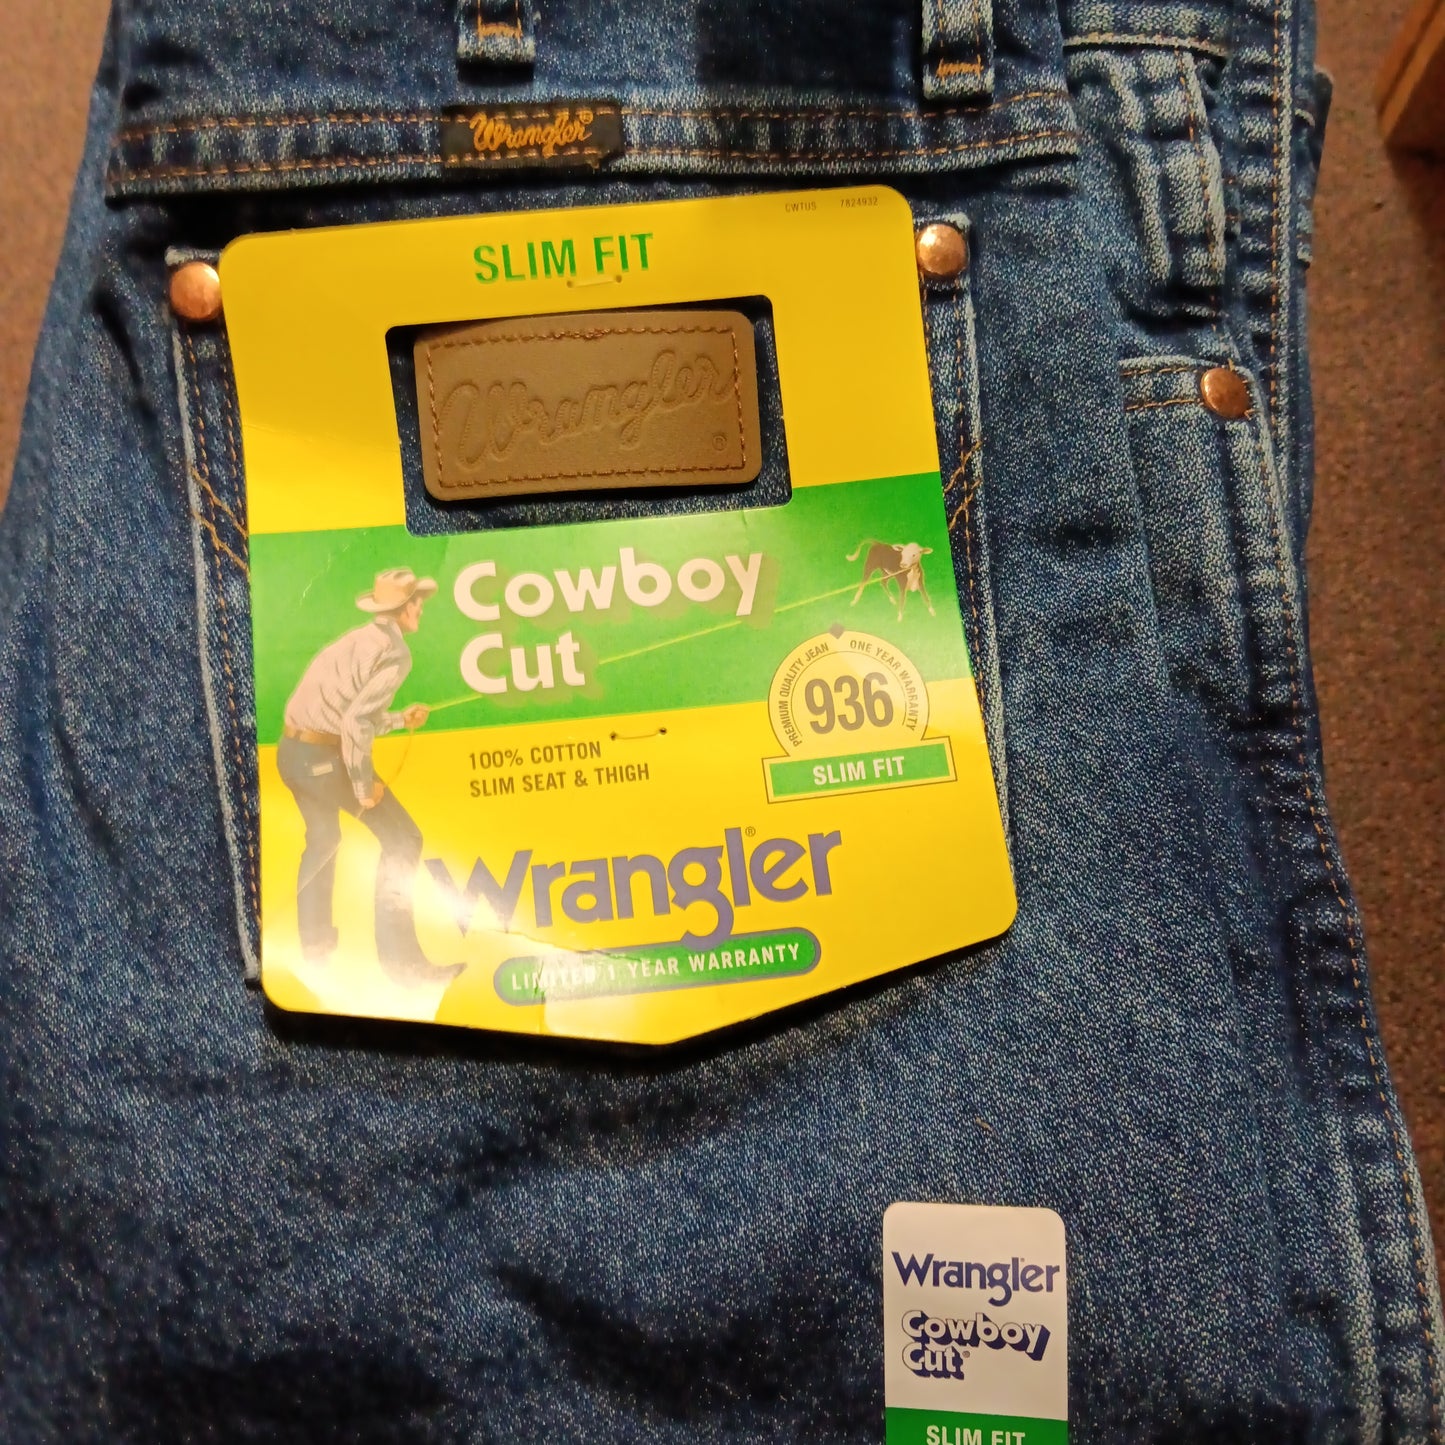 Wrangler®
CWTUS 7824932
SLIM FIT
Wrangler®
Cowboy
Cut
PREMIUM QUALITY JEAN ONE YEAR WARRANTY
936
SLIM FIT
100% COTTON
SLIM SEAT & THIGH
Wrangler®
LIMITED 1 YEAR WARRANTY
Wrangler
Cowboy
Cut®
SLIM FIT